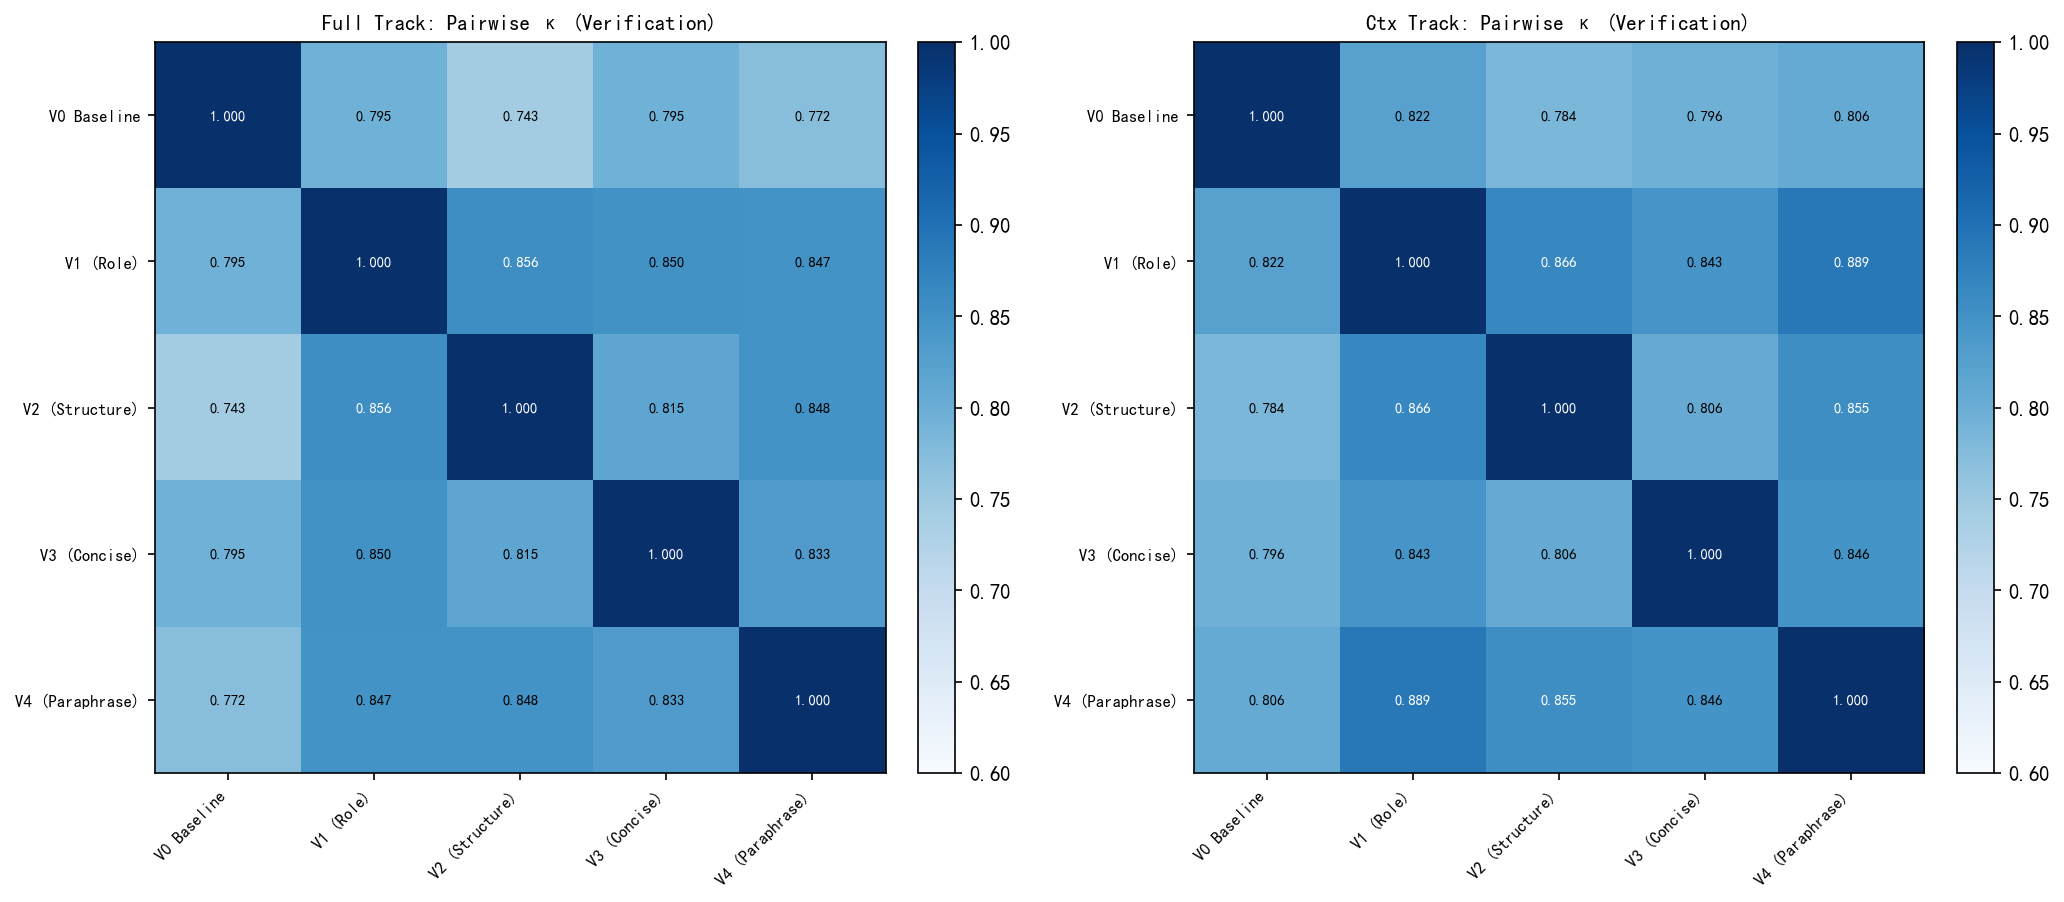 Full Track: Pairwise κ (Verification)
V0 Baseline 1.000 0.795 0.743 0.795 0.772
V1 (Role) 0.795 1.000 0.856 0.850 0.847
V2 (Structure) 0.743 0.856 1.000 0.815 0.848
V3 (Concise) 0.795 0.850 0.815 1.000 0.833
V4 (Paraphrase) 0.772 0.847 0.848 0.833 1.000
V0 Baseline V1 (Role) V2 (Structure) V3 (Concise) V4 (Paraphrase)
1.00
0.95
0.90
0.85
0.80
0.75
0.70
0.65
0.60
Ctx Track: Pairwise κ (Verification)
V0 Baseline 1.000 0.822 0.784 0.796 0.806
V1 (Role) 0.822 1.000 0.866 0.843 0.889
V2 (Structure) 0.784 0.866 1.000 0.806 0.855
V3 (Concise) 0.796 0.843 0.806 1.000 0.846
V4 (Paraphrase) 0.806 0.889 0.855 0.846 1.000
V0 Baseline V1 (Role) V2 (Structure) V3 (Concise) V4 (Paraphrase)
1.00
0.95
0.90
0.85
0.80
0.75
0.70
0.65
0.60